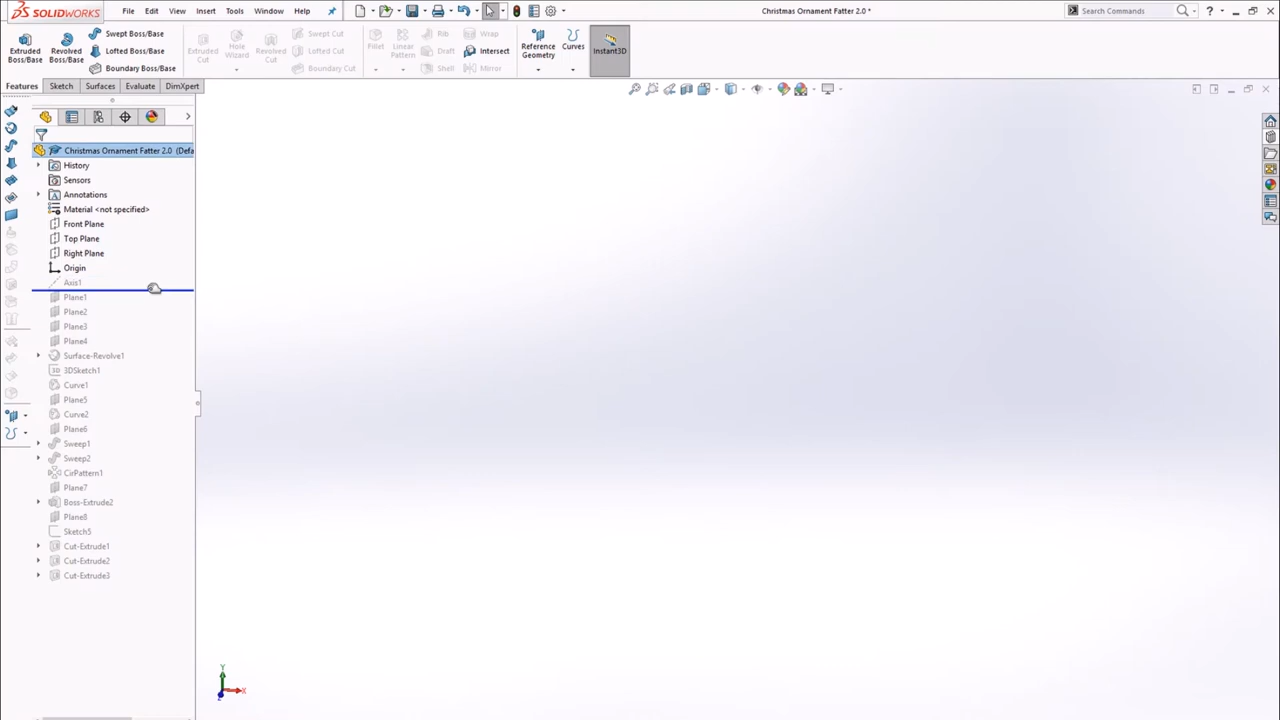 SOLIDWORKS
File
Edit
View
Insert
Tools
Window
Help
Christmas Ornament Fatter 2.0 *
Search Commands
Extruded
Boss/Base
Revolved
Boss/Base
Swept Boss/Base
Lofted Boss/Base
Boundary Boss/Base
Extruded
Cut
Hole
Wizard
Revolved
Cut
Swept Cut
Lofted Cut
Boundary Cut
Fillet
Linear
Pattern
Rib
Draft
Shell
Wrap
Intersect
Mirror
Reference
Geometry
Curves
Instant3D
Features
Sketch
Surfaces
Evaluate
DimXpert
Christmas Ornament Fatter 2.0 (Defa
History
Sensors
Annotations
Material <not specified>
Front Plane
Top Plane
Right Plane
Origin
Axis1
Plane1
Plane2
Plane3
Plane4
Surface-Revolve1
3DSketch1
Curve1
Plane5
Curve2
Plane6
Sweep1
Sweep2
CirPattern1
Plane7
Boss-Extrude2
Plane8
Sketch5
Cut-Extrude1
Cut-Extrude2
Cut-Extrude3
Y
X
Z